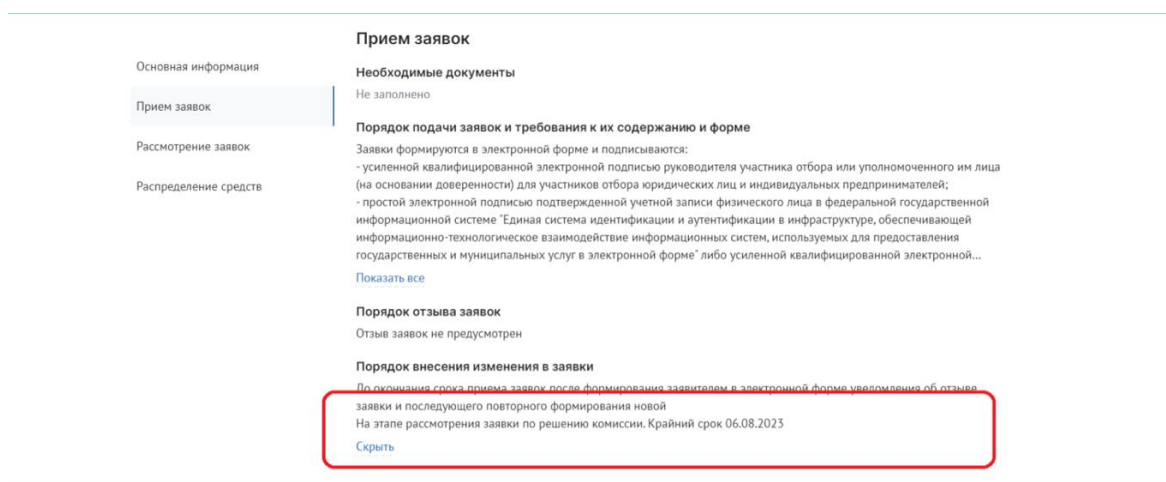 Прием заявок
Основная информация
Прием заявок
Рассмотрение заявок
Распределение средств
Необходимые документы
Не заполнено
Порядок подачи заявок и требования к их содержанию и форме
Заявки формируются в электронной форме и подписываются:
- усиленной квалифицированной электронной подписью руководителя участника отбора или уполномоченного им лица
(на основании доверенности) для участников отбора юридических лиц и индивидуальных предпринимателей;
- простой электронной подписью подтвержденной учетной записи физического лица в федеральной государственной
информационной системе "Единая система идентификации и аутентификации в инфраструктуре, обеспечивающей
информационно-технологическое взаимодействие информационных систем, используемых для предоставления
государственных и муниципальных услуг в электронной форме" либо усиленной квалифицированной электронной...
Показать все
Порядок отзыва заявок
Отзыв заявок не предусмотрен
Порядок внесения изменения в заявки
До окончания срока приема заявок после формирования заявителем в электронной форме уведомления об отзыве
заявки и последующего повторного формирования новой
На этапе рассмотрения заявки по решению комиссии. Крайний срок 06.08.2023
Скрыть